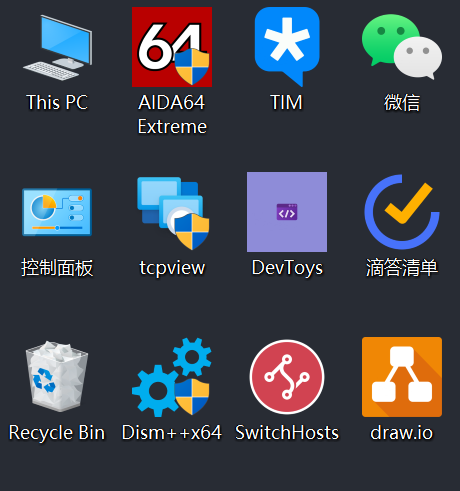 64
This PC
AIDA64
Extreme
TIM
微信
控制面板
tcpview
DevToys
滴答清单
Recycle Bin
Dism++x64
SwitchHosts
draw.io